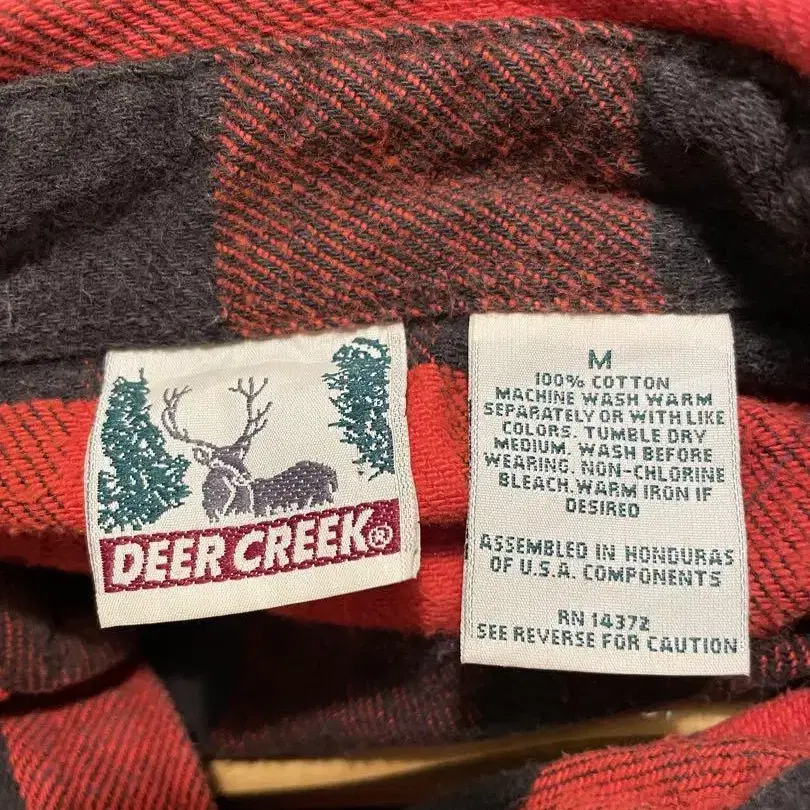 DEER CREEK®
M
100% COTTON
MACHINE WASH WARM
SEPARATELY OR WITH LIKE
COLORS. TUMBLE DRY
MEDIUM. WASH BEFORE
WEARING. NON-CHLORINE
BLEACH. WARM IRON IF
DESIRED
ASSEMBLED IN HONDURAS
OF U.S.A. COMPONENTS
RN 14372
SEE REVERSE FOR CAUTION